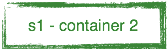 s1 - container 2